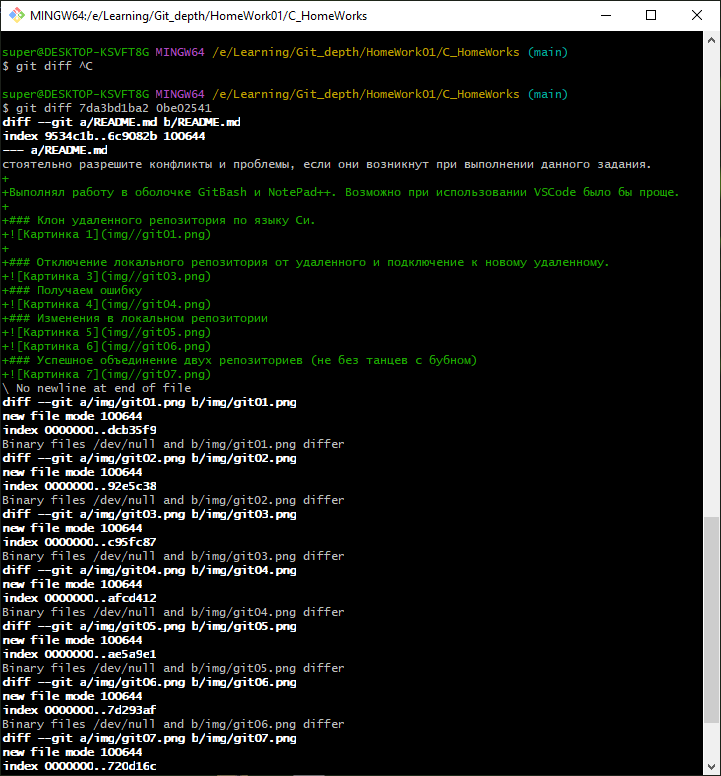 MINGW64:/e/Learning/Git_depth/HomeWork01/C_HomeWorks
super@DESKTOP-KSVFT8G MINGW64 /e/Learning/Git_depth/HomeWork01/C_HomeWorks (main)
$ git diff ^C
super@DESKTOP-KSVFT8G MINGW64 /e/Learning/Git_depth/HomeWork01/C_HomeWorks (main)
$ git diff 7da3bd1ba2 0be02541
diff --git a/README.md b/README.md
index 9534c1b..6c9082b 100644
--- a/README.md
стоятельно разрешите конфликты и проблемы, если они возникнут при выполнении данного задания.
+
+Выполнял работу в оболочке GitBash и NotePad++. Возможно при использовании VSCode было бы проще.
+
+### Клон удаленного репозитория по языку Си.
+![Картинка 1](img//git01.png)
+
+### Отключение локального репозитория от удаленного и подключение к новому удаленному.
+![Картинка 3](img//git03.png)
+### Получаем ошибку
+![Картинка 4](img//git04.png)
+### Изменения в локальном репозитории
+![Картинка 5](img//git05.png)
+![Картинка 6](img//git06.png)
+### Успешное объединение двух репозиториев (не без танцев с бубном)
+![Картинка 7](img//git07.png)
\ No newline at end of file
diff --git a/img/git01.png b/img/git01.png
new file mode 100644
index 0000000..dcb35f9
Binary files /dev/null and b/img/git01.png differ
diff --git a/img/git02.png b/img/git02.png
new file mode 100644
index 0000000..92e5c38
Binary files /dev/null and b/img/git02.png differ
diff --git a/img/git03.png b/img/git03.png
new file mode 100644
index 0000000..c95fc87
Binary files /dev/null and b/img/git03.png differ
diff --git a/img/git04.png b/img/git04.png
new file mode 100644
index 0000000..afcd412
Binary files /dev/null and b/img/git04.png differ
diff --git a/img/git05.png b/img/git05.png
new file mode 100644
index 0000000..ae5a9e1
Binary files /dev/null and b/img/git05.png differ
diff --git a/img/git06.png b/img/git06.png
new file mode 100644
index 0000000..7d293af
Binary files /dev/null and b/img/git06.png differ
diff --git a/img/git07.png b/img/git07.png
new file mode 100644
index 0000000..720d16c